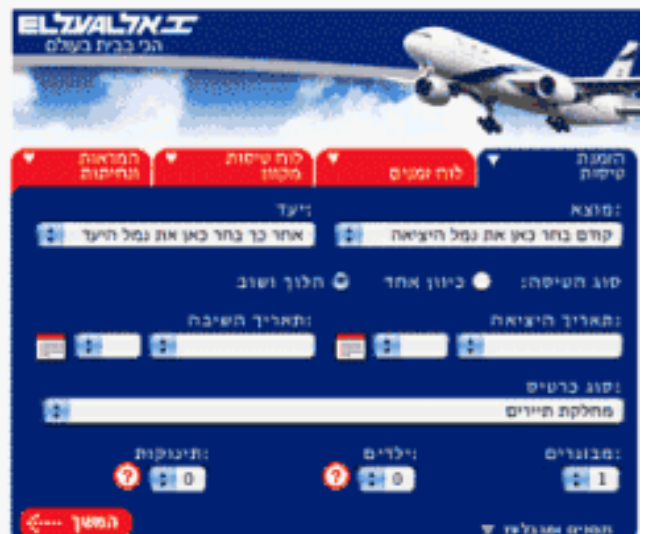 EL AL אל על
הכי בבית בעולם
הזמנת טיסות
לוח זמנים
לוח טיסות מקוון
המראות ונחיתות
מוצא:
יעד:
קודם בחר כאן את נמל היציאה
אחר כך בחר כאן את נמל היעד
סוג הטיסה: כיוון אחד הלוך ושוב
תאריך היציאה:
תאריך השיבה:
סוג כרטיס:
מחלקת תיירים
מבוגרים:
ילדים:
תינוקות:
1
0 ?
0 ?
המשך